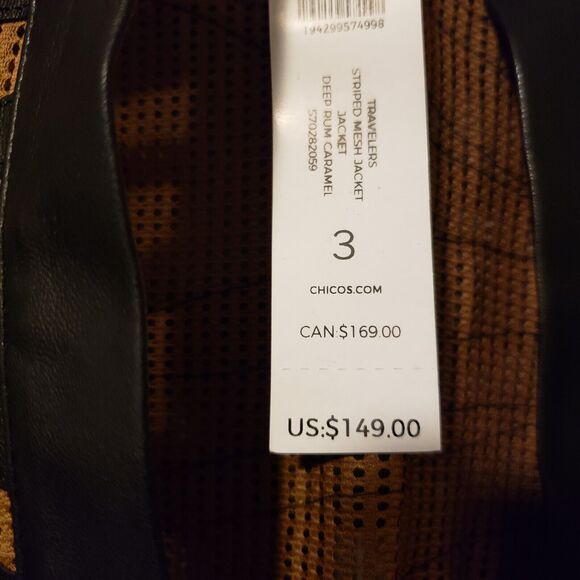 194299574998
TRAVELERS
STRIPED MESH JACKET
JACKET
DEEP RUM CARAMEL
570282059
3
CHICOS.COM
CAN:$169.00
US:$149.00